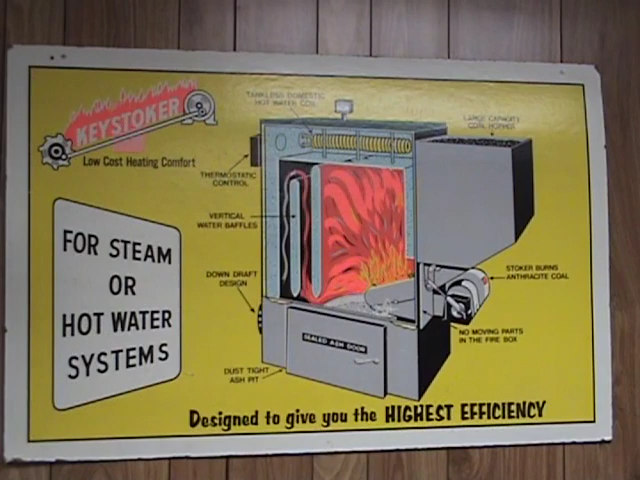 KEYSTOKER
Low Cost Heating Comfort
TANKLESS DOMESTIC
HOT WATER COIL
LARGE CAPACITY
COAL HOPPER
THERMOSTATIC
CONTROL
VERTICAL
WATER BAFFLES
FOR STEAM
OR
HOT WATER
SYSTEMS
DOWN DRAFT
DESIGN
STOKER BURNS
ANTHRACITE COAL
NO MOVING PARTS
IN THE FIRE BOX
SEALED ASH DOOR
DUST TIGHT
ASH PIT
Designed to give you the HIGHEST EFFICIENCY